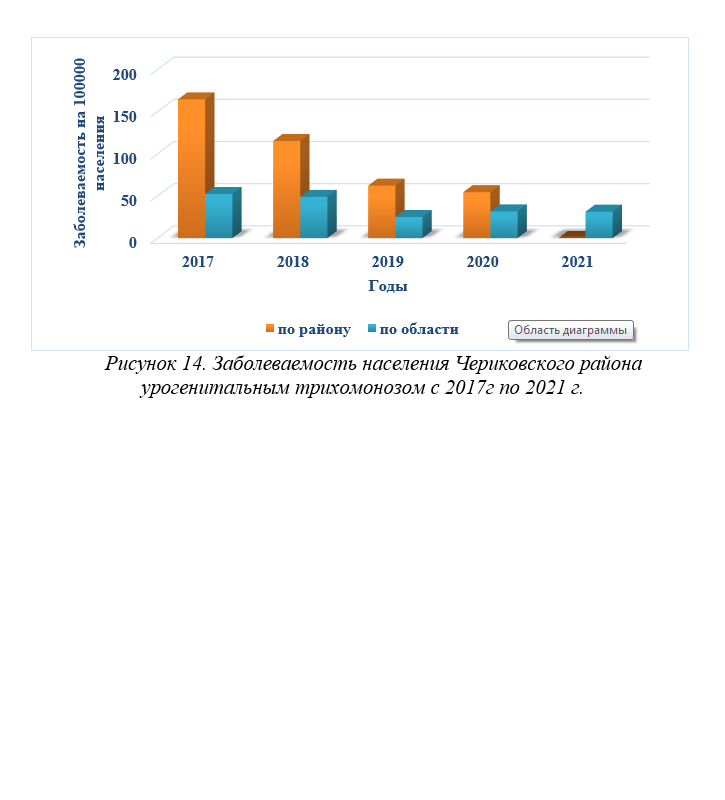 Заболеваемость на 100000
населения
200
150
100
50
0
2017 2018 2019 2020 2021
Годы
по району по области
Область диаграммы
Рисунок 14. Заболеваемость населения Чериковского района
урогенитальным трихомонозом с 2017г по 2021 г.